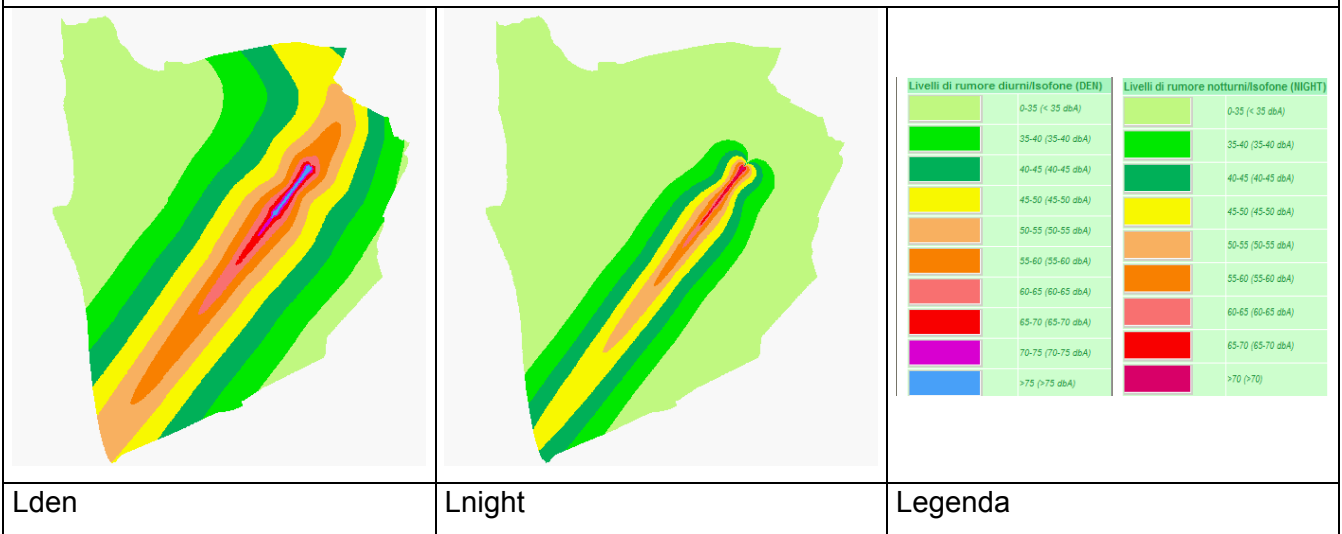 Livelli di rumore diurni/Isofone (DEN)
0-35 (< 35 dbA)
35-40 (35-40 dbA)
40-45 (40-45 dbA)
45-50 (45-50 dbA)
50-55 (50-55 dbA)
55-60 (55-60 dbA)
60-65 (60-65 dbA)
65-70 (65-70 dbA)
70-75 (70-75 dbA)
>75 (>75 dbA)
Livelli di rumore notturni/Isofone (NIGHT)
0-35 (< 35 dbA)
35-40 (35-40 dbA)
40-45 (40-45 dbA)
45-50 (45-50 dbA)
50-55 (50-55 dbA)
55-60 (55-60 dbA)
60-65 (60-65 dbA)
65-70 (65-70 dbA)
>70 (>70)
Lden
Lnight
Legenda